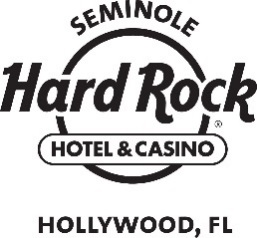 SEMINOLE
Hard Rock
®
HOTEL & CASINO
HOLLYWOOD, FL